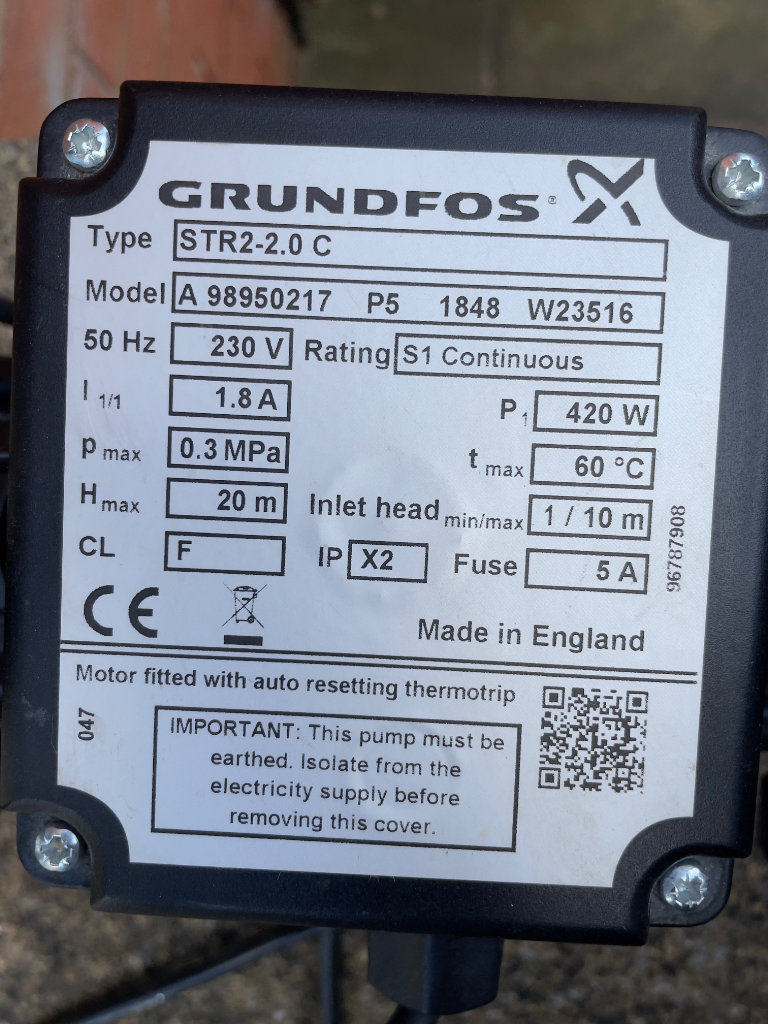 GRUNDFOS®
Type STR2-2.0 C
Model A 98950217 P5 1848 W23516
50 Hz 230 V Rating S1 Continuous
I 1/1 1.8 A P1 420 W
p max 0.3 MPa t max 60 °C
H max 20 m Inlet head min/max 1 / 10 m
CL F IP X2 Fuse 5 A
96787908
CE
Made in England
Motor fitted with auto resetting thermotrip
047
IMPORTANT: This pump must be
earthed. Isolate from the
electricity supply before
removing this cover.